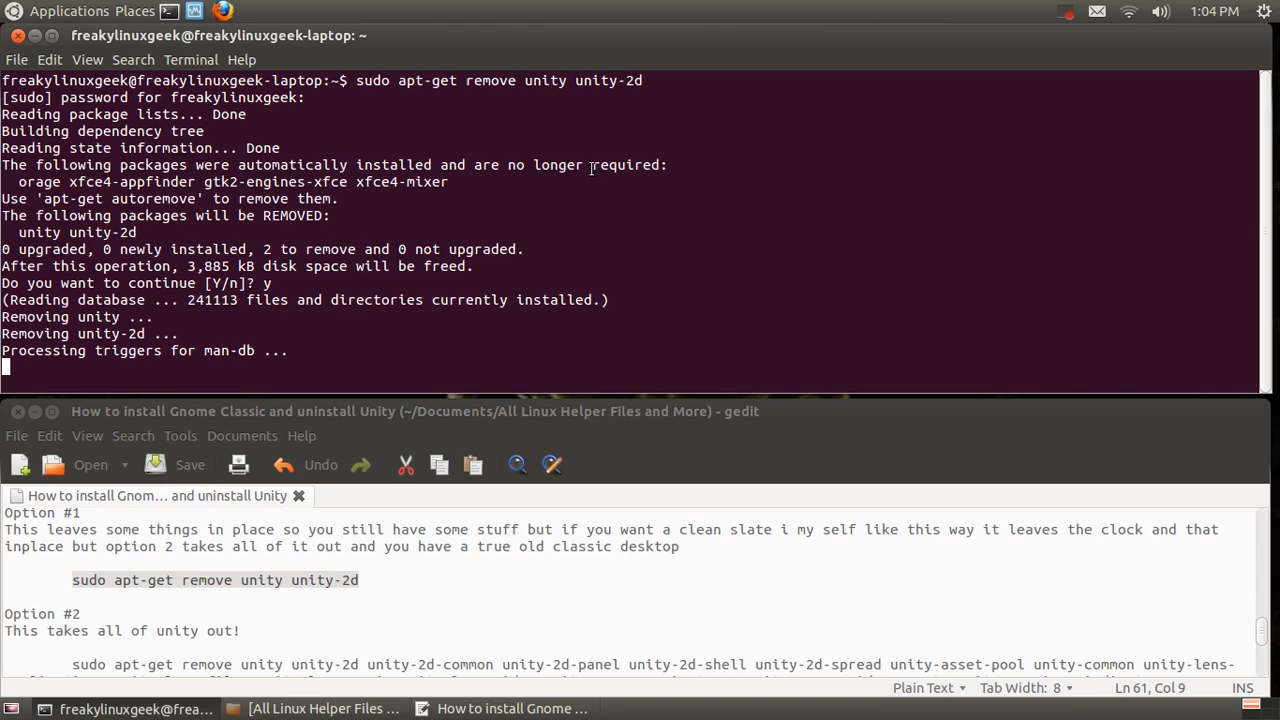 Applications Places 1:04 PM
freakylinuxgeek@freakylinuxgeek-laptop: ~
File Edit View Search Terminal Help
freakylinuxgeek@freakylinuxgeek-laptop:~$ sudo apt-get remove unity unity-2d
[sudo] password for freakylinuxgeek:
Reading package lists... Done
Building dependency tree
Reading state information... Done
The following packages were automatically installed and are no longer required:
orage xfce4-appfinder gtk2-engines-xfce xfce4-mixer
Use 'apt-get autoremove' to remove them.
The following packages will be REMOVED:
unity unity-2d
0 upgraded, 0 newly installed, 2 to remove and 0 not upgraded.
After this operation, 3,885 kB disk space will be freed.
Do you want to continue [Y/n]? y
(Reading database ... 241113 files and directories currently installed.)
Removing unity ...
Removing unity-2d ...
Processing triggers for man-db ...
How to install Gnome Classic and uninstall Unity (~/Documents/All Linux Helper Files and More) - gedit
File Edit View Search Tools Documents Help
Open Save Undo
How to install Gnom... and uninstall Unity
Option #1
This leaves some things in place so you still have some stuff but if you want a clean slate i my self like this way it leaves the clock and that
inplace but option 2 takes all of it out and you have a true old classic desktop
sudo apt-get remove unity unity-2d
Option #2
This takes all of unity out!
sudo apt-get remove unity unity-2d unity-2d-common unity-2d-panel unity-2d-shell unity-2d-spread unity-asset-pool unity-common unity-lens-
Plain Text Tab Width: 8 Ln 61, Col 9 INS
freakylinuxgeek@frea... [All Linux Helper Files ... How to install Gnome ...